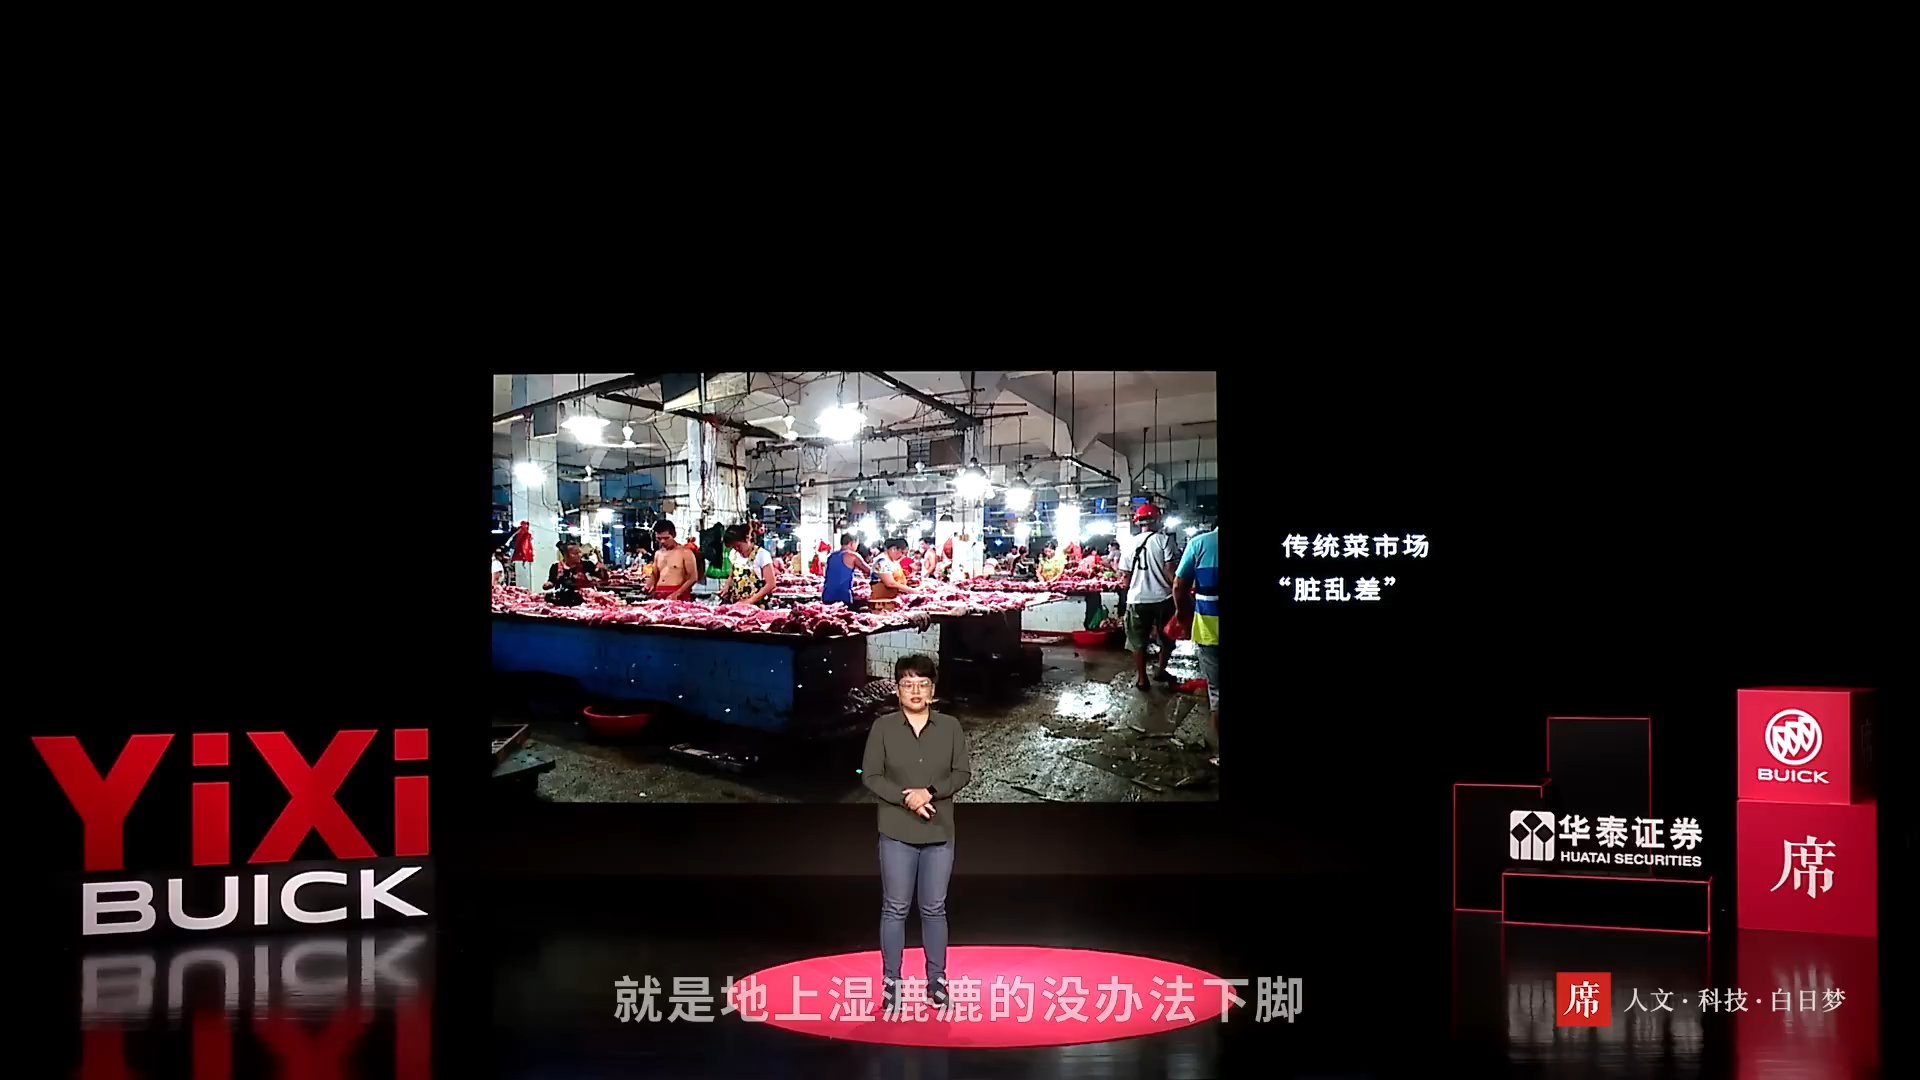 传统菜市场
“脏乱差”
YiXi
BUICK
BUICK
华泰证券
HUATAI SECURITIES
席
就是地上湿漉漉的没办法下脚
席 人文·科技·白日梦